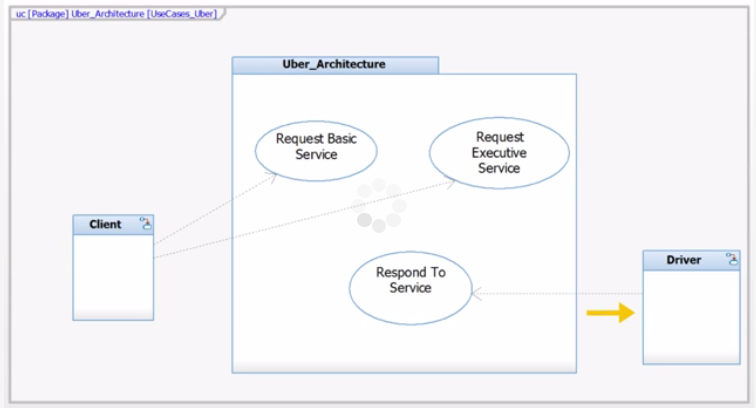 uc [Package] Uber_Architecture [UseCases_Uber]
Uber_Architecture
Request Basic
Service
Request
Executive
Service
Client
Respond To
Service
Driver